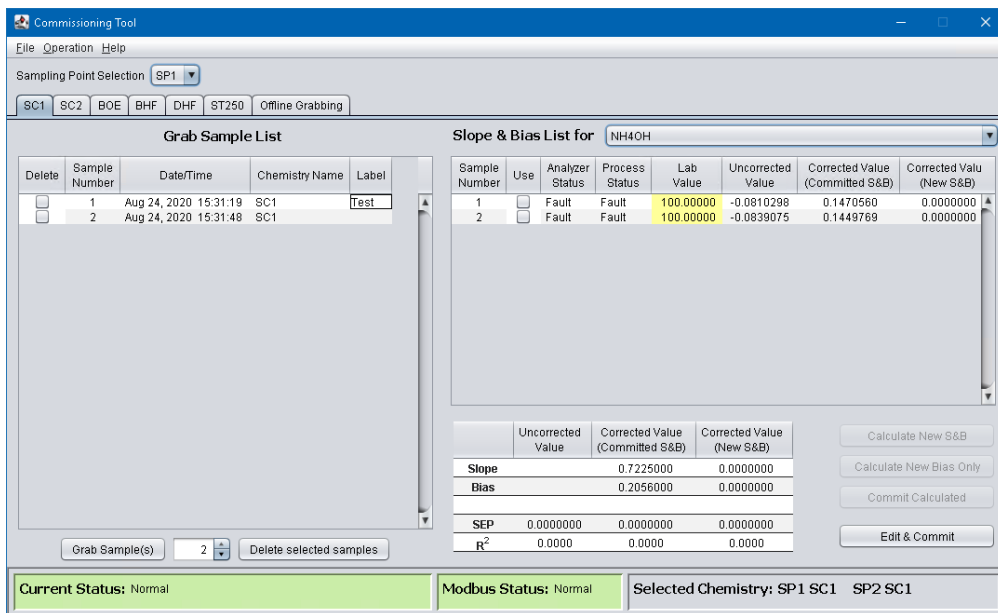 Commissioning Tool
File Operation Help
Sampling Point Selection SP1
SC1 SC2 BOE BHF DHF ST250 Offline Grabbing
Grab Sample List
Delete Sample Number Date/Time Chemistry Name Label
1 Aug 24, 2020 15:31:19 SC1 Test
2 Aug 24, 2020 15:31:48 SC1
Grab Sample(s) 2 Delete selected samples
Slope & Bias List for NH4OH
Sample Number Use Analyzer Status Process Status Lab Value Uncorrected Value Corrected Value (Committed S&B) Corrected Valu (New S&B)
1 Fault Fault 100.00000 -0.0810298 0.1470560 0.0000000
2 Fault Fault 100.00000 -0.0839075 0.1449769 0.0000000
Uncorrected Value Corrected Value (Committed S&B) Corrected Value (New S&B)
Slope 0.7225000 0.0000000
Bias 0.2056000 0.0000000
SEP 0.0000000 0.0000000 0.0000000
R² 0.0000 0.0000 0.0000
Calculate New S&B
Calculate New Bias Only
Commit Calculated
Edit & Commit
Current Status: Normal
Modbus Status: Normal
Selected Chemistry: SP1 SC1 SP2 SC1